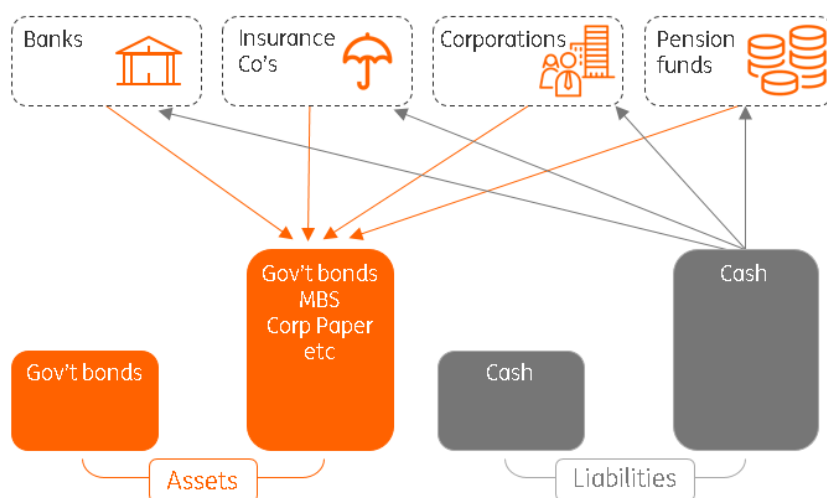 Banks
Insurance
Co's
Corporations
Pension
funds
Gov't bonds
MBS
Corp Paper
etc
Cash
Gov't bonds
Cash
Assets
Liabilities